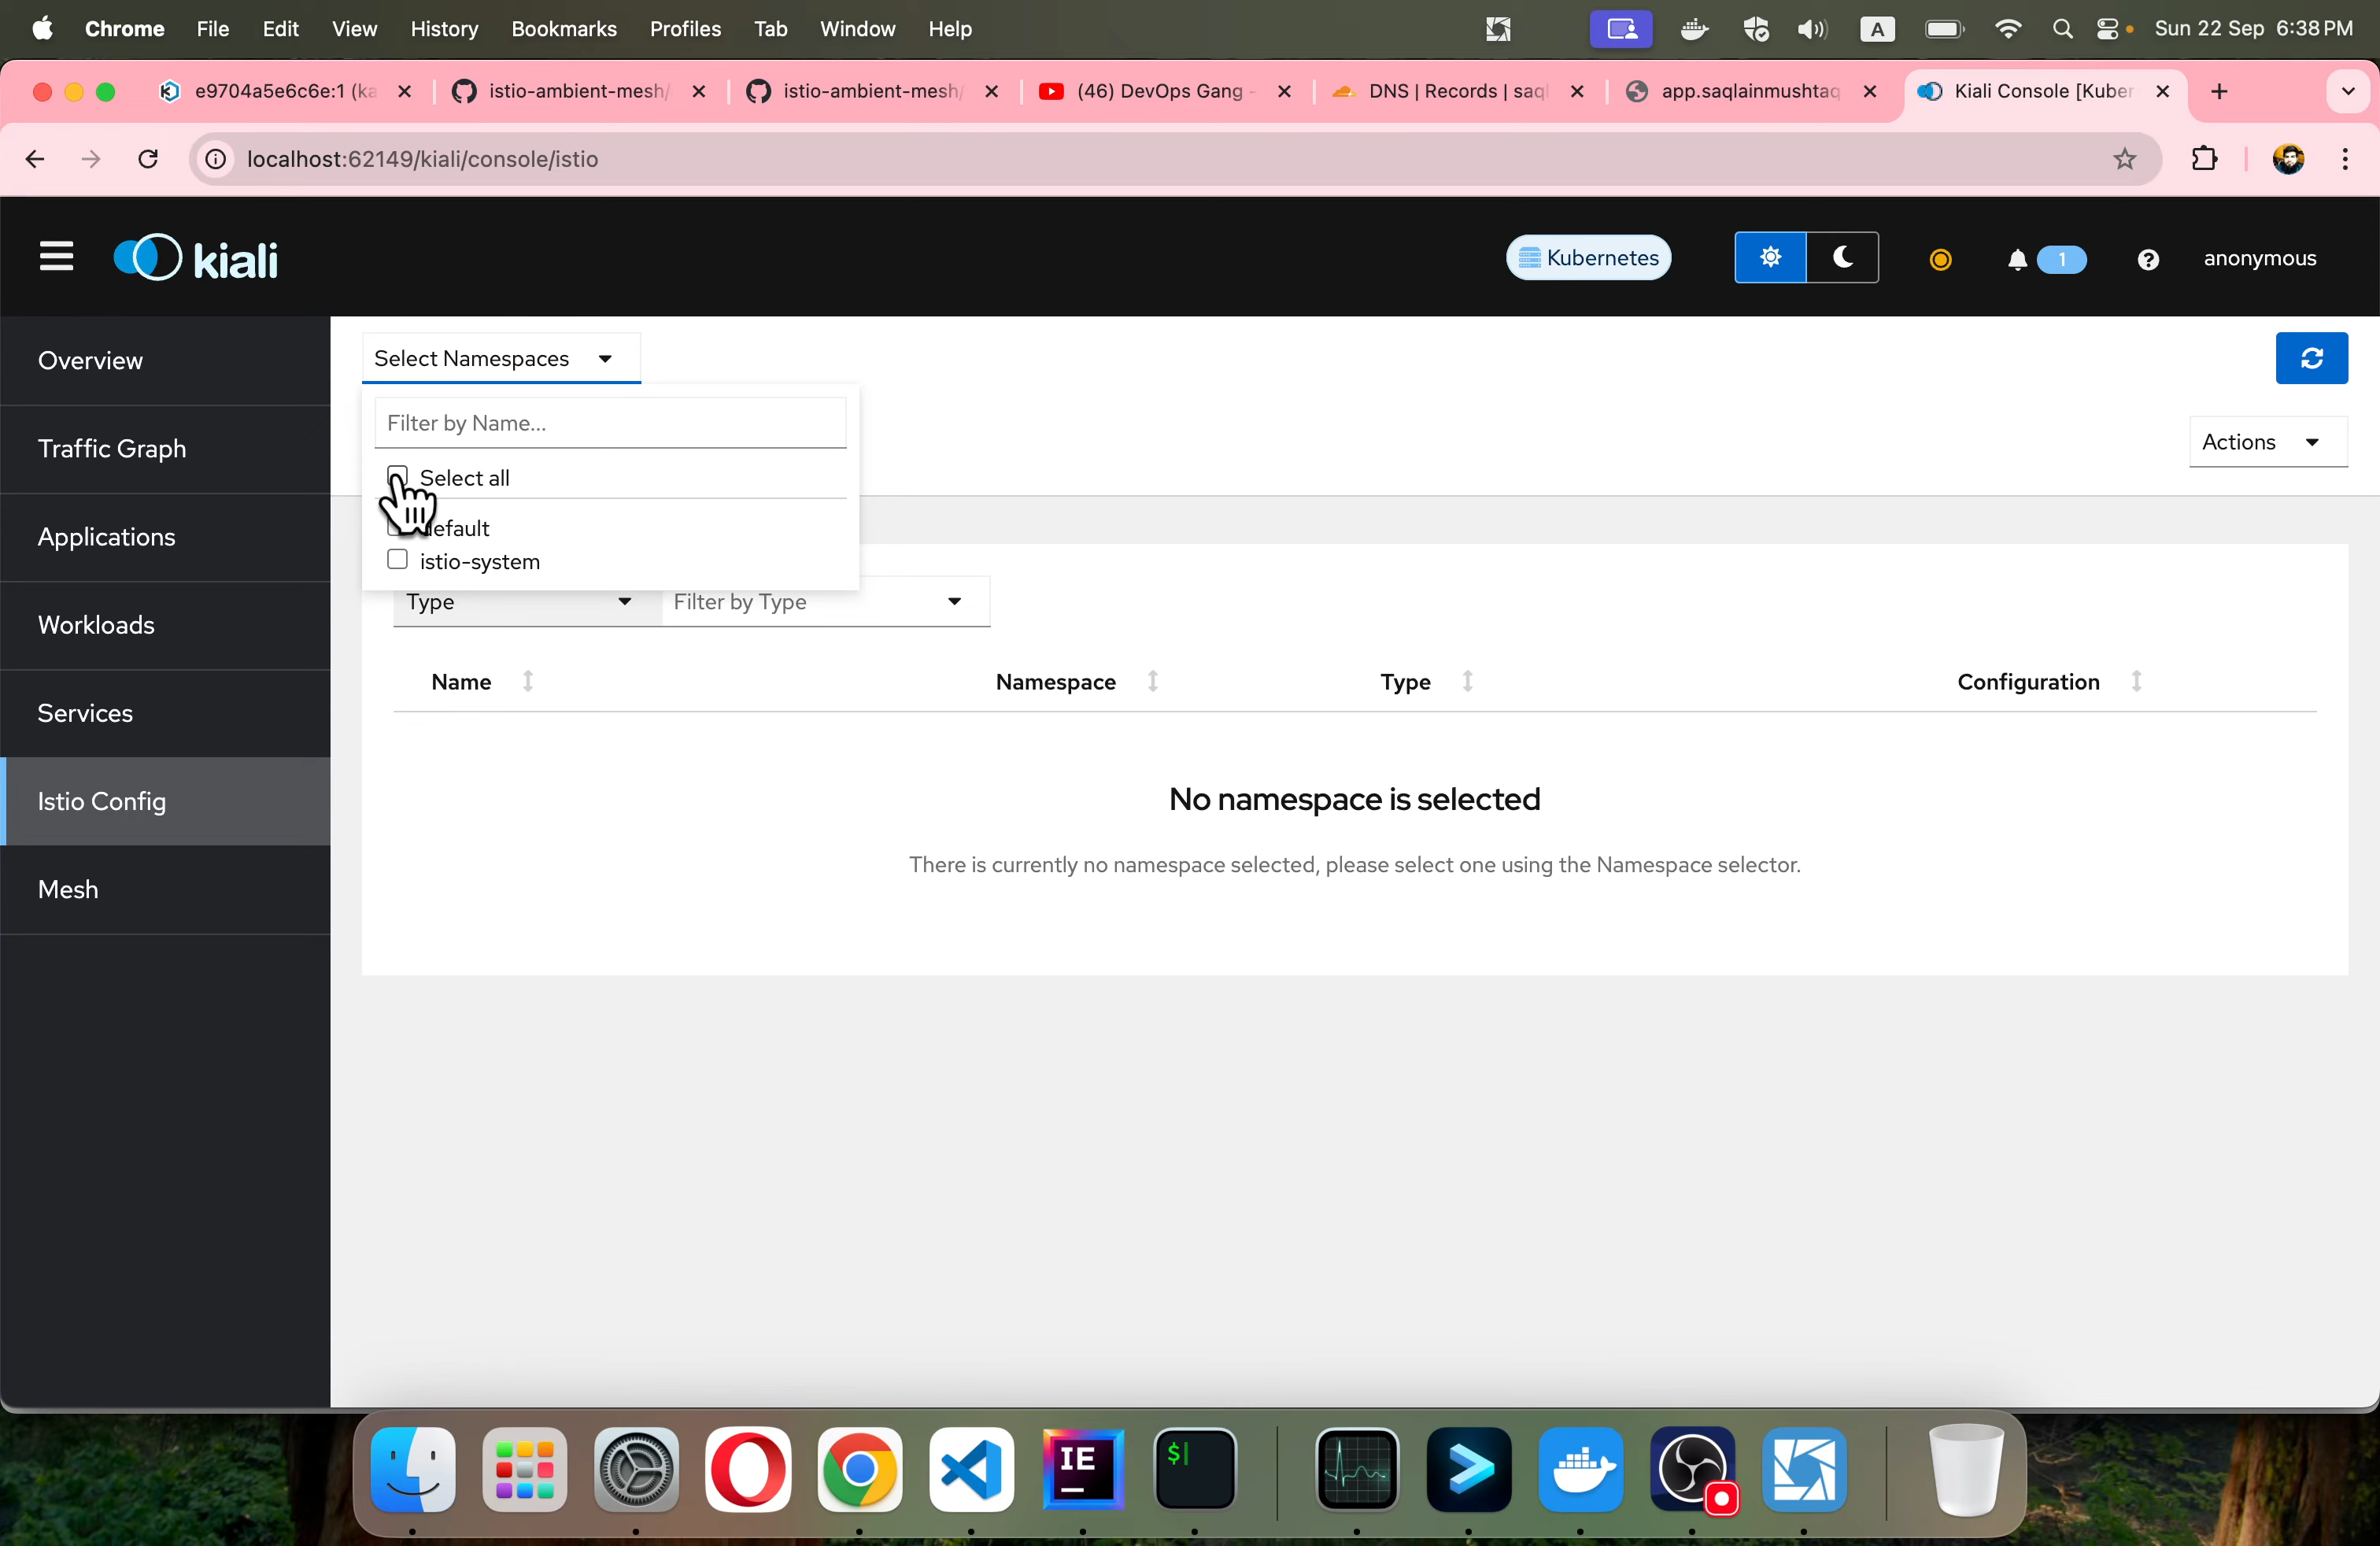 Chrome File Edit View History Bookmarks Profiles Tab Window Help A Sun 22 Sep 6:38 PM
e9704a5e6c6e:1 (ka istio-ambient-mesh/ istio-ambient-mesh/ (46) DevOps Gang - DNS | Records | saql app.saqlainmushtaq Kiali Console [Kuber
localhost:62149/kiali/console/istio
kiali Kubernetes 1 anonymous
Overview
Traffic Graph
Applications
Workloads
Services
Istio Config
Mesh
Select Namespaces
Filter by Name...
Select all
default
istio-system
Actions
Type Filter by Type
Name Namespace Type Configuration
No namespace is selected
There is currently no namespace selected, please select one using the Namespace selector.
IE
$